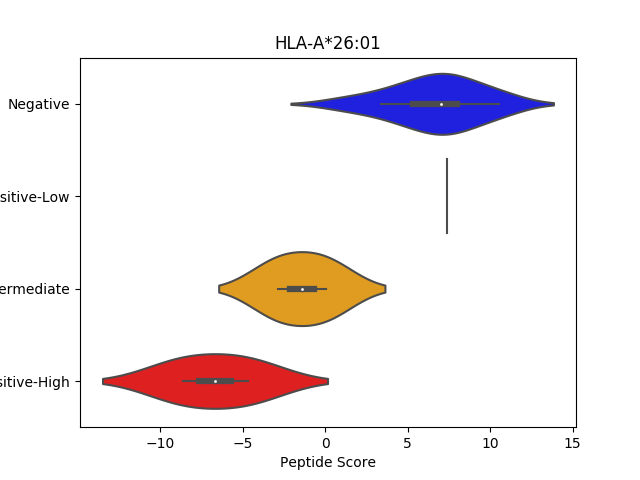 HLA-A*26:01
Negative
sitive-Low
ermediate
sitive-High
−10 −5 0 5 10 15
Peptide Score